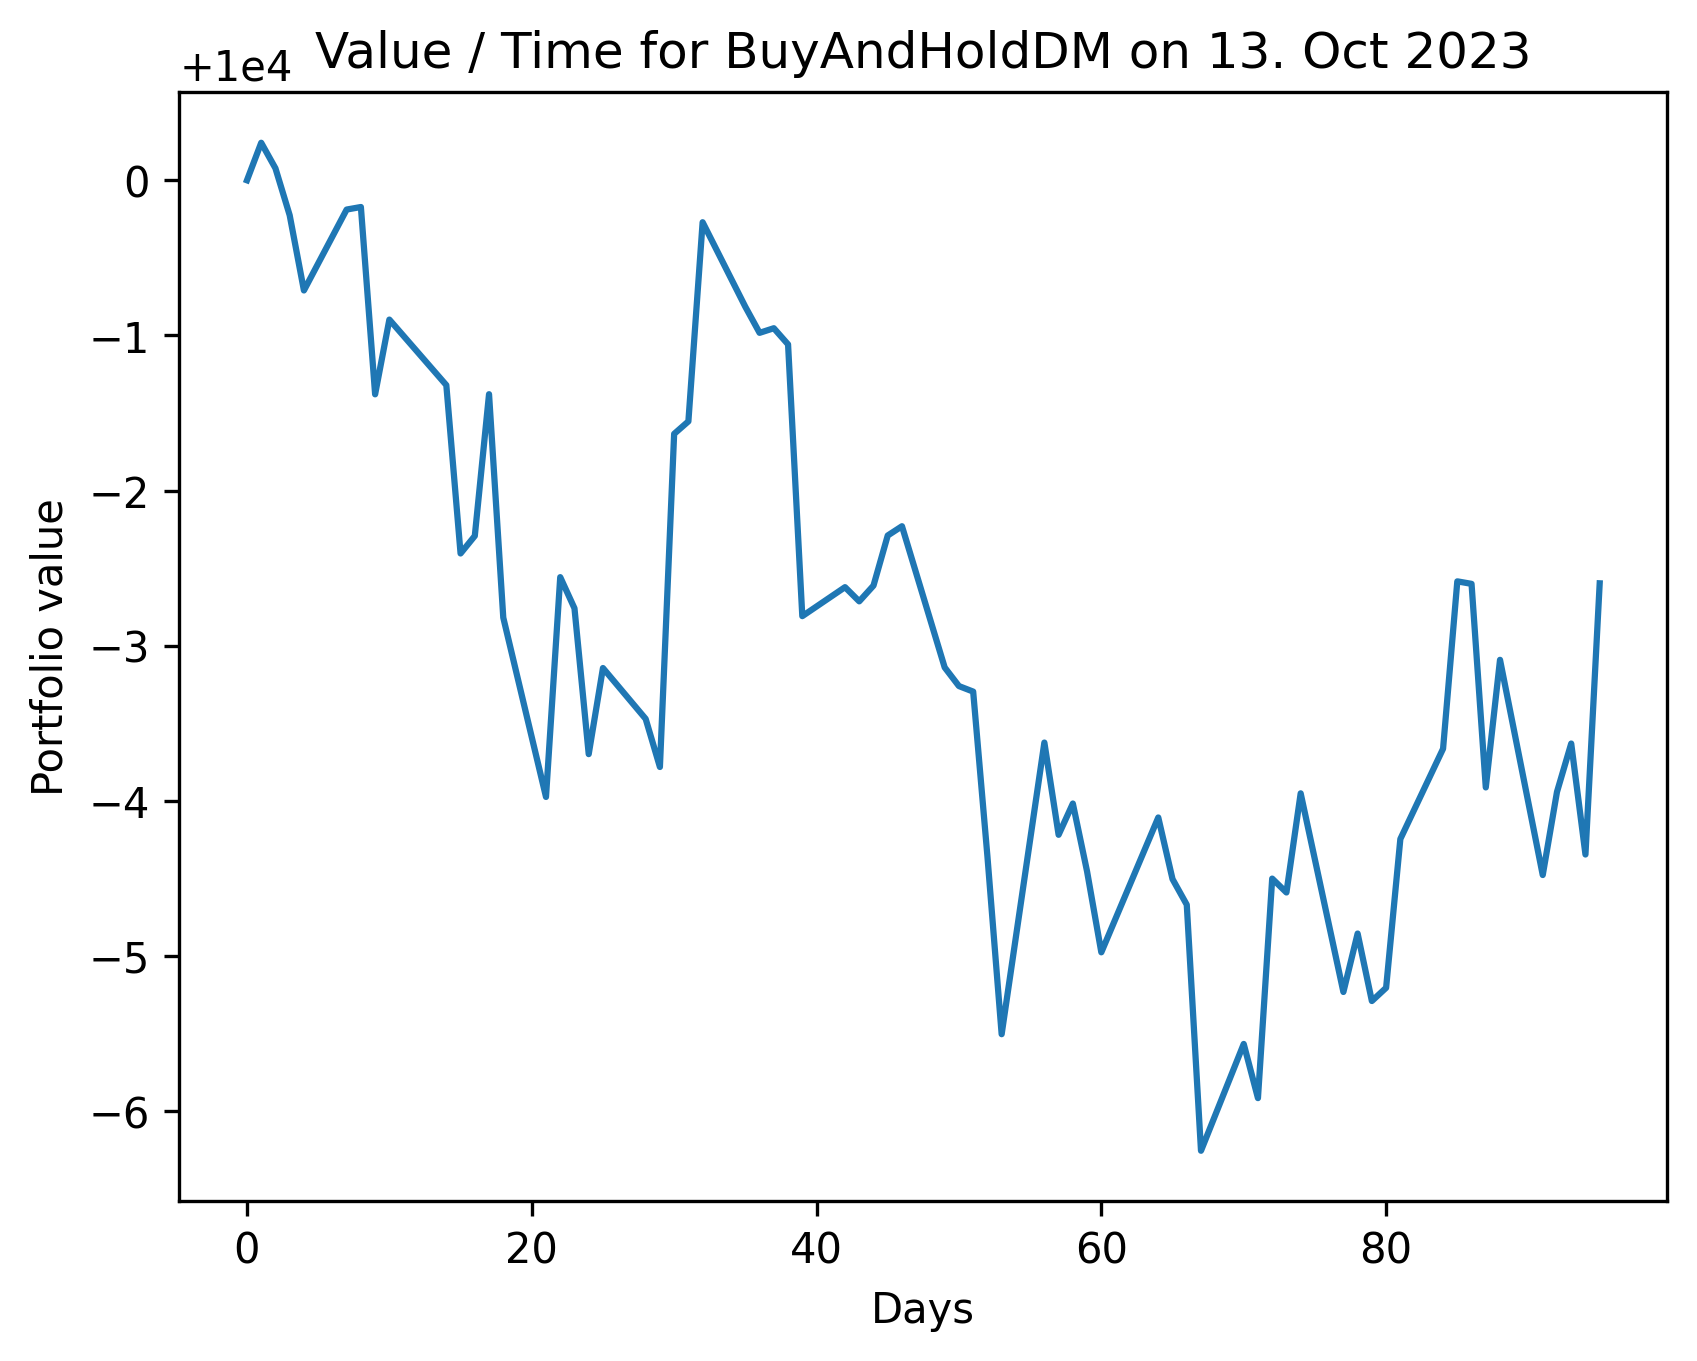 Value / Time for BuyAndHoldDM on 13. Oct 2023
+1e4
0
−1
−2
−3
−4
−5
−6
Portfolio value
0 20 40 60 80
Days